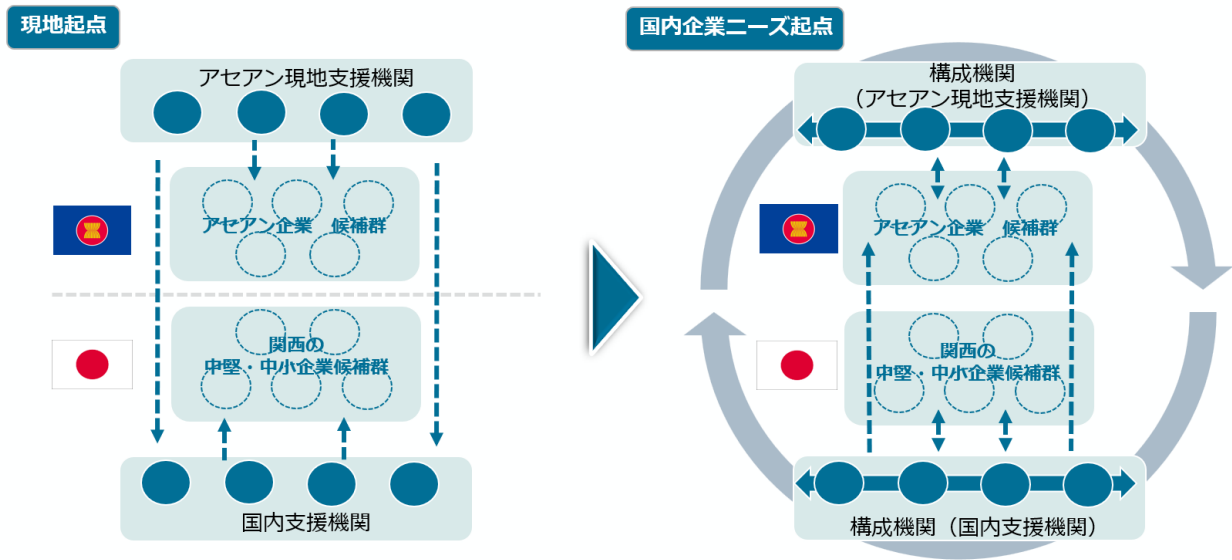 現地起点
アセアン現地支援機関
アセアン企業 候補群
関西の
中堅・中小企業候補群
国内支援機関
国内企業ニーズ起点
構成機関
（アセアン現地支援機関）
アセアン企業 候補群
関西の
中堅・中小企業候補群
構成機関（国内支援機関）